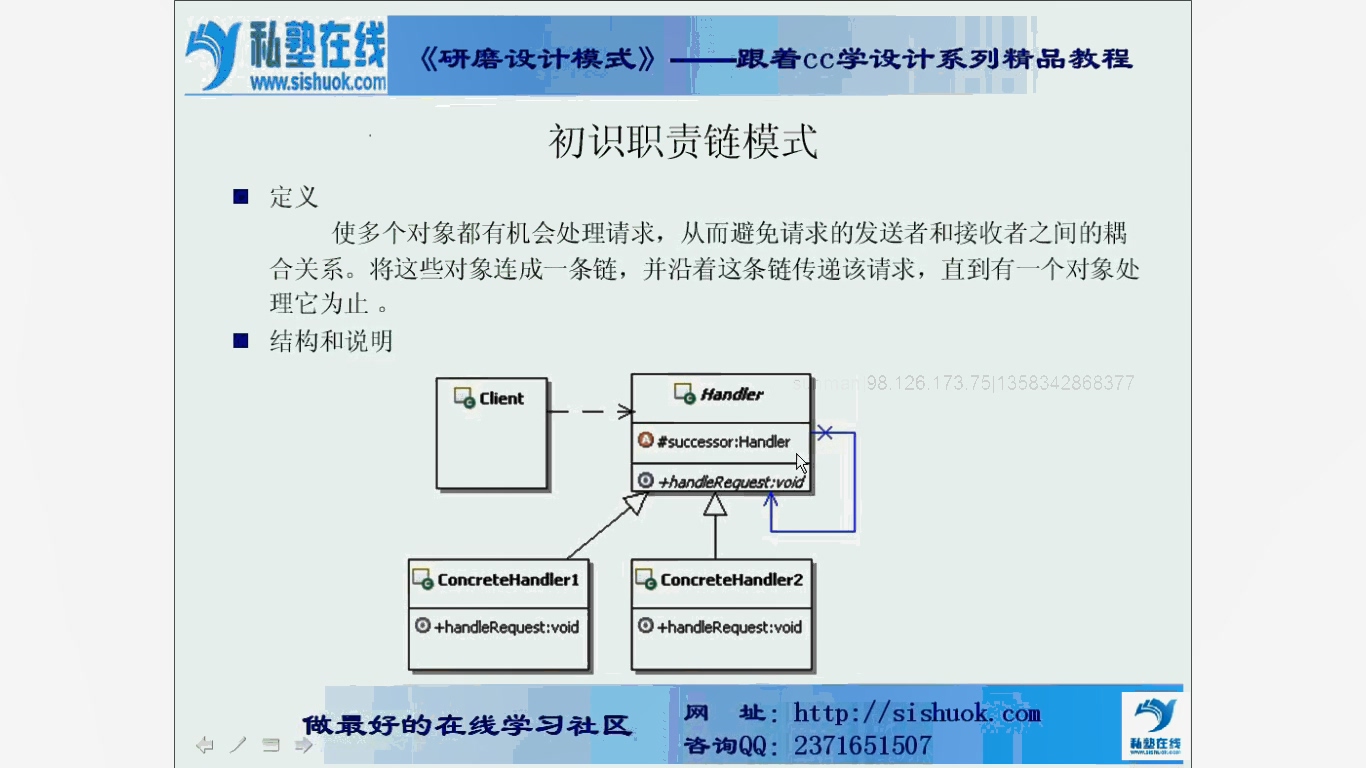 私塾在线
www.sishuok.com
《研磨设计模式》——跟着cc学设计系列精品教程
初识职责链模式
定义
使多个对象都有机会处理请求，从而避免请求的发送者和接收者之间的耦
合关系。将这些对象连成一条链，并沿着这条链传递该请求，直到有一个对象处
理它为止 。
结构和说明
98.126.173.75|1358342868377
Client
Handler
#successor:Handler
+handleRequest:void
ConcreteHandler1
+handleRequest:void
ConcreteHandler2
+handleRequest:void
做最好的在线学习社区
网 址: http://sishuok.com
咨询QQ: 2371651507
私塾在线
www.sishuok.com